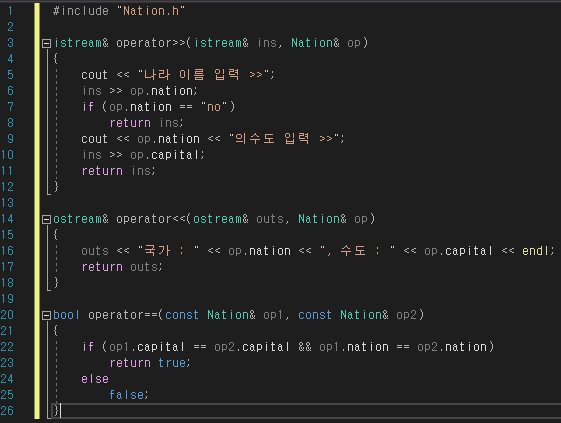 1 #include "Nation.h"
2
3 istream& operator>>(istream& ins, Nation& op)
4 {
5 cout << "나라 이름 입력 >>";
6 ins >> op.nation;
7 if (op.nation == "no")
8 return ins;
9 cout << op.nation << "의수도 입력 >>";
10 ins >> op.capital;
11 return ins;
12 }
13
14 ostream& operator<<(ostream& outs, Nation& op)
15 {
16 outs << "국가 : " << op.nation << ", 수도 : " << op.capital << endl;
17 return outs;
18 }
19
20 bool operator==(const Nation& op1, const Nation& op2)
21 {
22 if (op1.capital == op2.capital && op1.nation == op2.nation)
23 return true;
24 else
25 false;
26 }